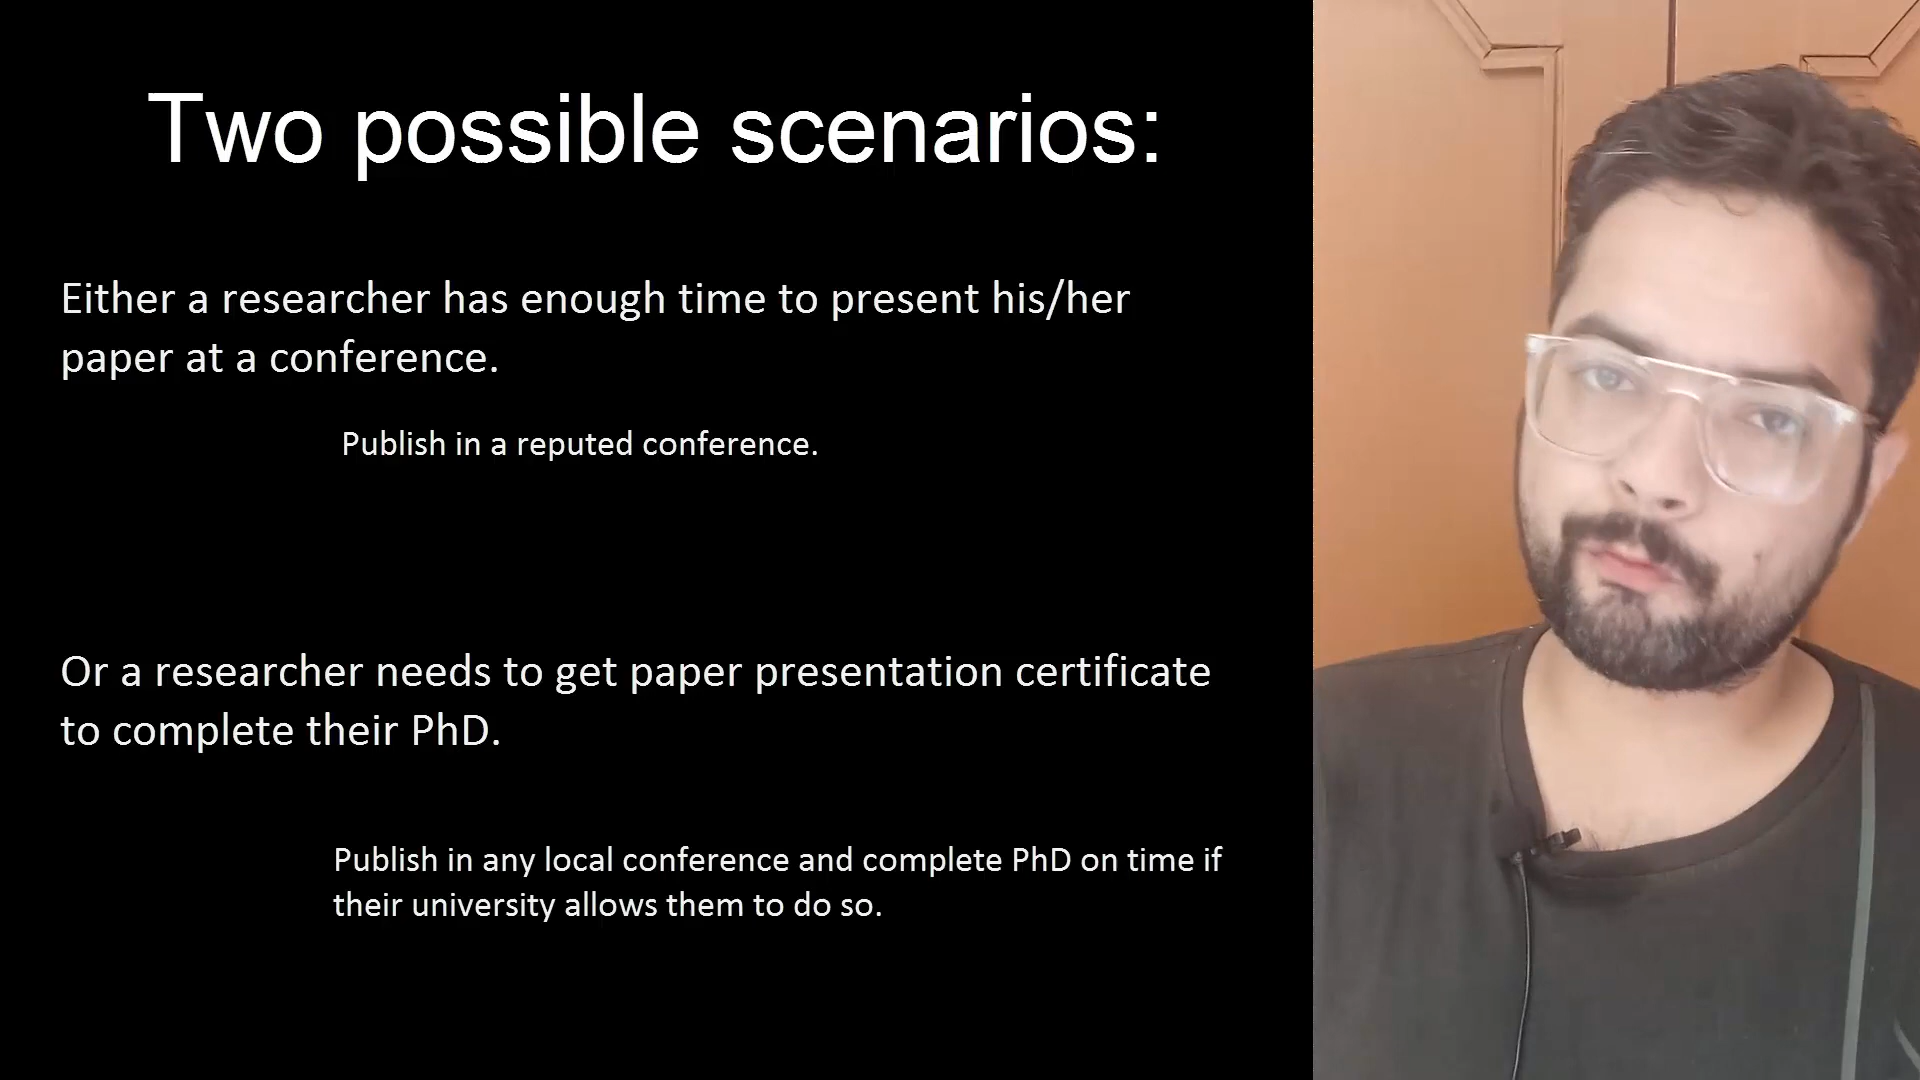 Two possible scenarios:
Either a researcher has enough time to present his/her
paper at a conference.
Publish in a reputed conference.
Or a researcher needs to get paper presentation certificate
to complete their PhD.
Publish in any local conference and complete PhD on time if
their university allows them to do so.